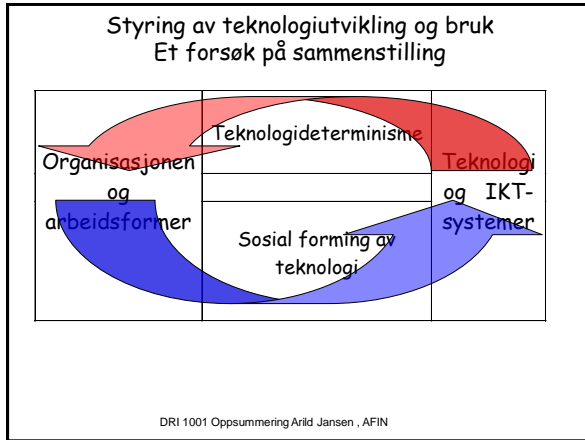 Styring av teknologiutvikling og bruk
Et forsøk på sammenstilling
Teknologideterminisme
Organisasjonen
og
arbeidsformer
Teknologi
og IKT-
systemer
Sosial forming av
teknologi
DRI 1001 Oppsummering Arild Jansen , AFIN